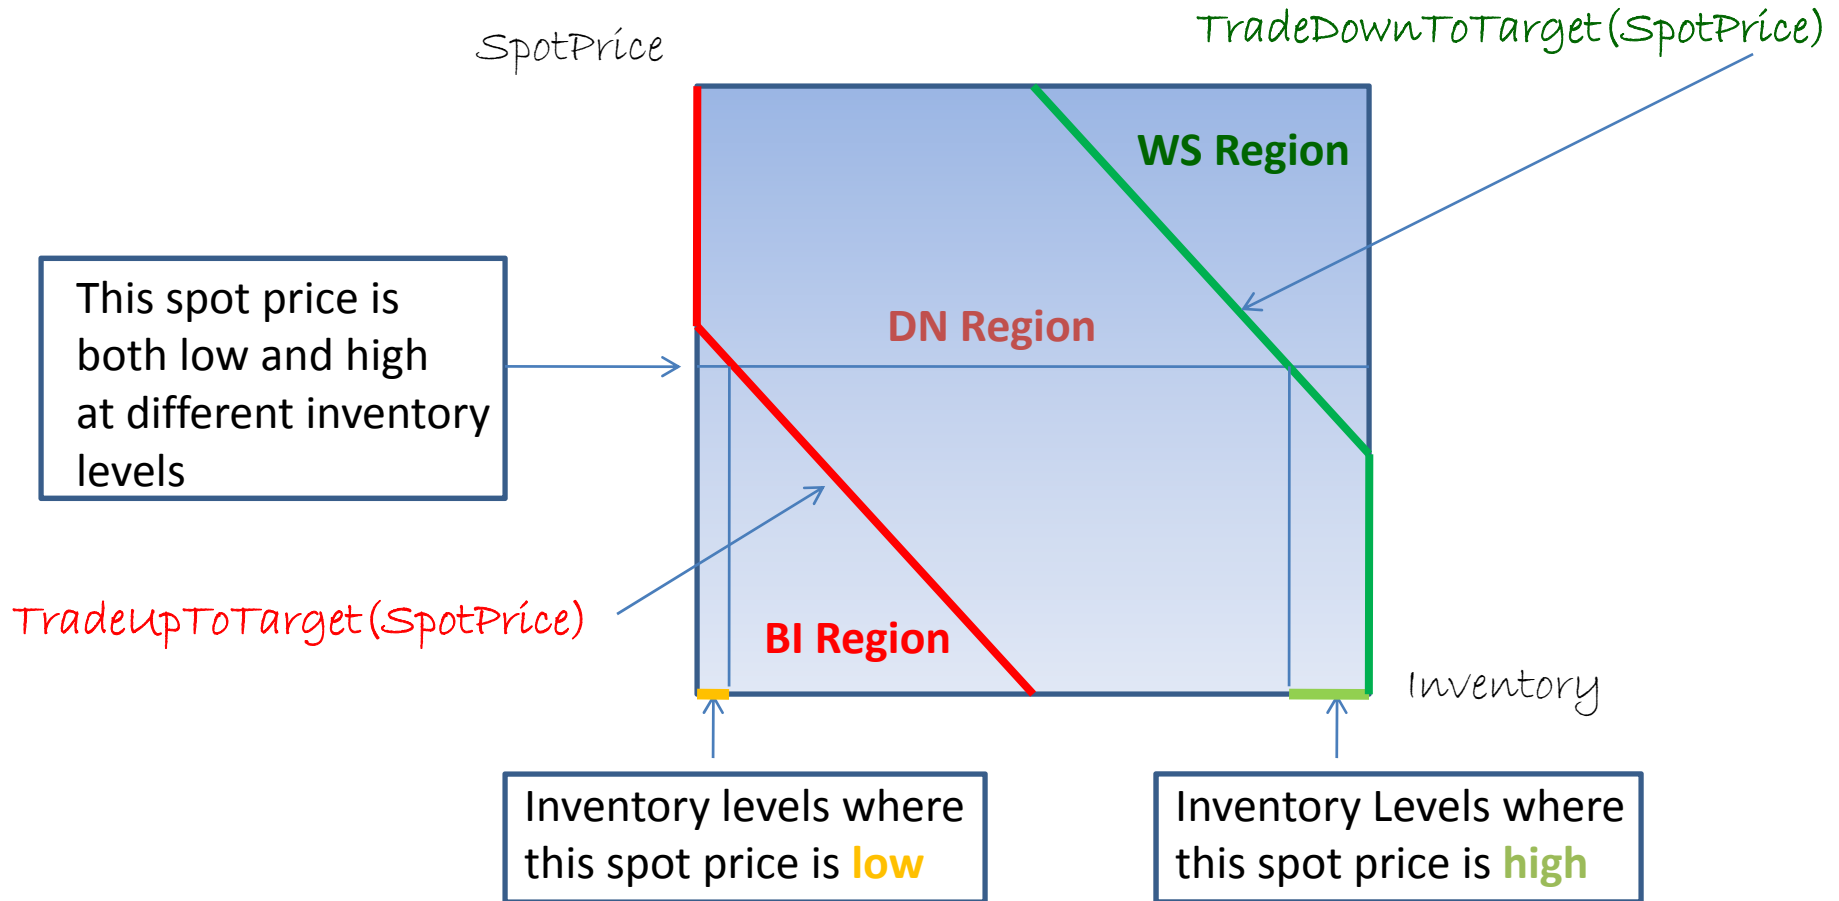 TradeDownToTarget(SpotPrice)
SpotPrice
WS Region
This spot price is
both low and high
at different inventory
levels
DN Region
TradeUpToTarget(SpotPrice)
BI Region
Inventory
Inventory levels where
this spot price is low
Inventory Levels where
this spot price is high